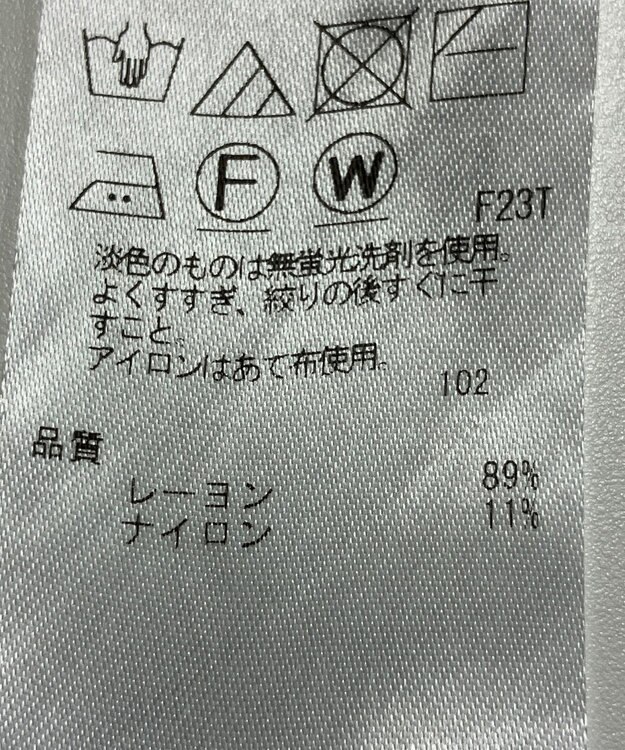 F
W
F23T
淡色のものは無蛍光洗剤を使用。
よくすすぎ、絞りの後すぐに干
すこと。
アイロンはあて布使用。
102
品質
レーヨン 89%
ナイロン 11%